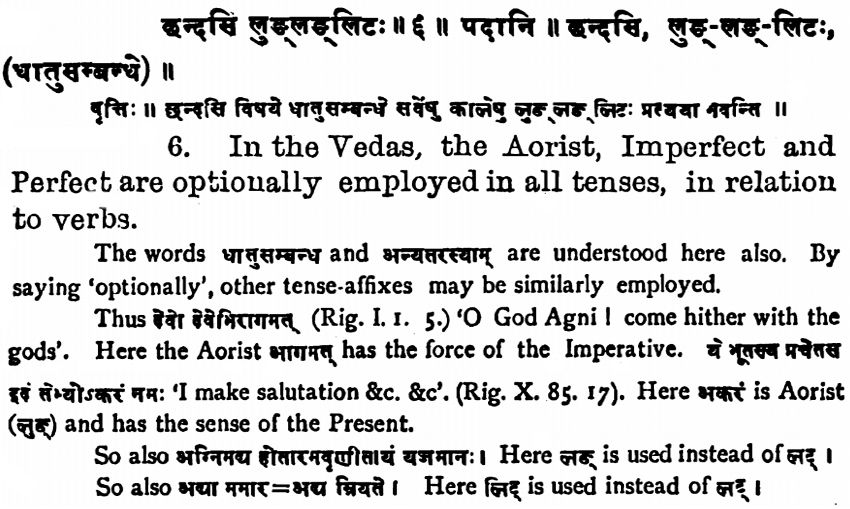 छन्दसि लुङ्लङ्लिटः ॥ ६ ॥ पदानि ॥ छन्दसि, लुङ्-लङ्-लिटः,
(धातुसम्बन्धे) ॥
वृत्तिः ॥ छन्दसि विषये धातुसम्बन्धे सर्वेषु कालेषु लुङ् लङ् लिटः प्रत्यया भवन्ति ॥
6. In the Vedas, the Aorist, Imperfect and
Perfect are optionally employed in all tenses, in relation
to verbs.
The words धातुसम्बन्ध and अन्यतरस्याम् are understood here also. By
saying ‘optionally’, other tense-affixes may be similarly employed.
Thus देवो देवेभिरागमत् (Rig. I. 1. 5.) ‘O God Agni! come hither with the
gods’. Here the Aorist आगमत् has the force of the Imperative. ये भूतस्य प्रचेतस
इदं तेभ्योऽकरं नमः ‘I make salutation &c. &c’. (Rig. X. 85. 17). Here अकरं is Aorist
(लुङ्) and has the sense of the Present.
So also अग्निमद्य होतारमवृणीतायं यजमानः । Here लङ् is used instead of लट् ।
So also अद्या ममार=अद्य म्रियते । Here लिट् is used instead of लट् ।